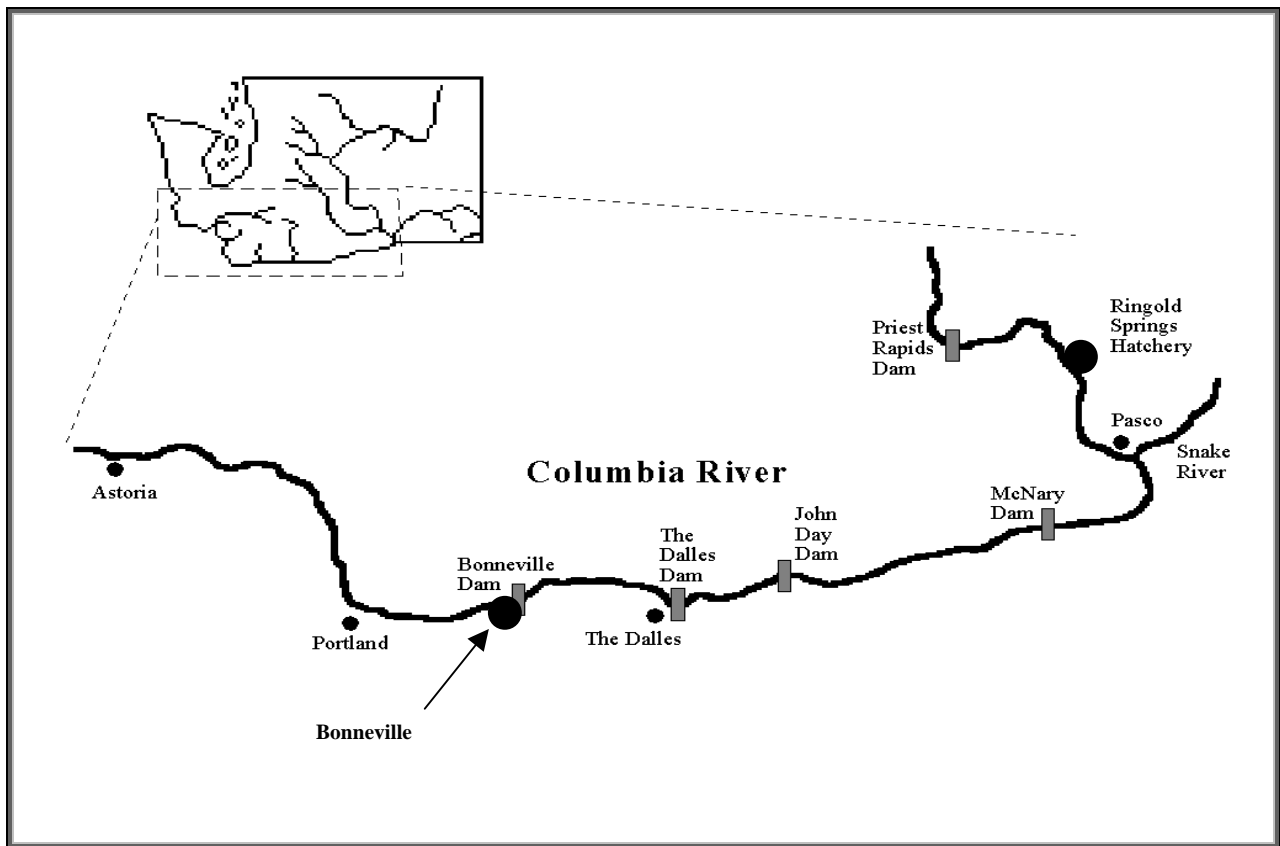 Ringold
Springs
Hatchery
Priest
Rapids
Dam
Pasco
Snake
River
Columbia River
Astoria
McNary
Dam
John
Day
Dam
The
Dalles
Dam
Bonneville
Dam
The Dalles
Portland
Bonneville